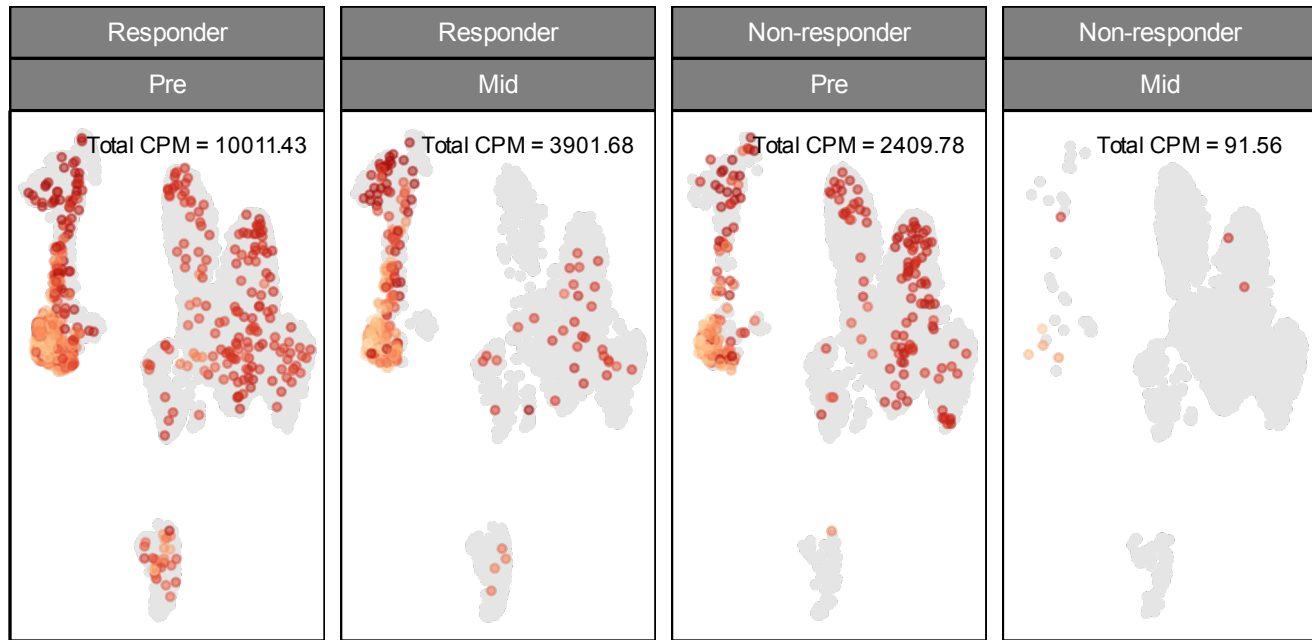 Responder
Responder
Non-responder
Non-responder
Pre
Mid
Pre
Mid
Total CPM = 10011.43
Total CPM = 3901.68
Total CPM = 2409.78
Total CPM = 91.56